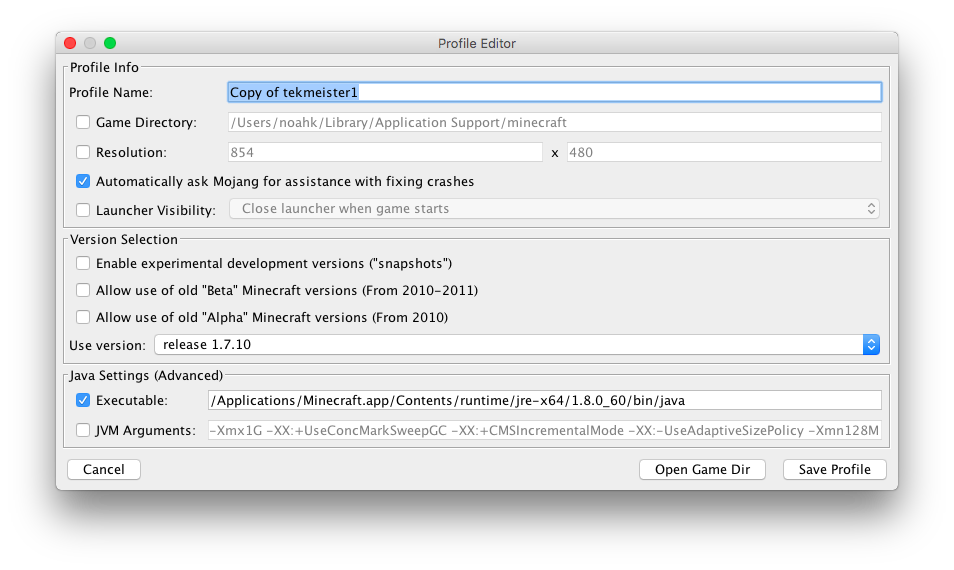 Profile Editor
Profile Info
Profile Name: Copy of tekmeister1
Game Directory: /Users/noahk/Library/Application Support/minecraft
Resolution: 854 x 480
Automatically ask Mojang for assistance with fixing crashes
Launcher Visibility: Close launcher when game starts
Version Selection
Enable experimental development versions ("snapshots")
Allow use of old "Beta" Minecraft versions (From 2010-2011)
Allow use of old "Alpha" Minecraft versions (From 2010)
Use version: release 1.7.10
Java Settings (Advanced)
Executable: /Applications/Minecraft.app/Contents/runtime/jre-x64/1.8.0_60/bin/java
JVM Arguments: -Xmx1G -XX:+UseConcMarkSweepGC -XX:+CMSIncrementalMode -XX:-UseAdaptiveSizePolicy -Xmn128M
Cancel Open Game Dir Save Profile